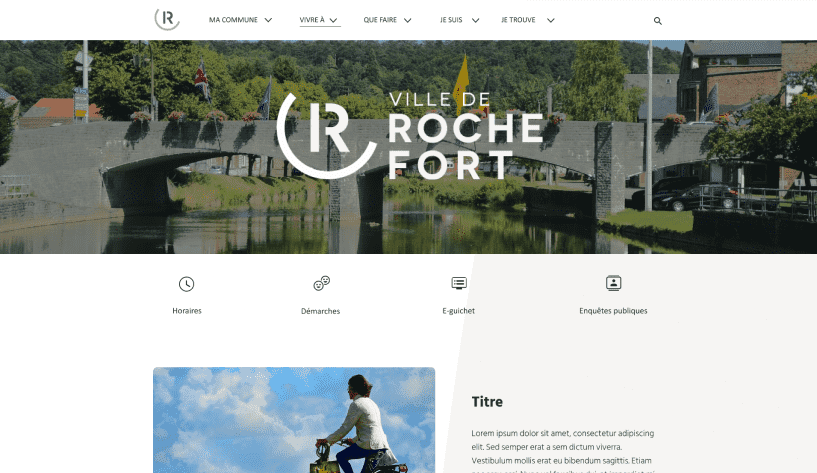 R
MA COMMUNE VIVRE À QUE FAIRE JE SUIS JE TROUVE
R
VILLE DE
ROCHE
FORT
Horaires Démarches E-guichet Enquêtes publiques
Titre
Lorem ipsum dolor sit amet, consectetur adipiscing
elit. Sed semper erat a sem dictum viverra.
Vestibulum mollis erat eu bibendum sagittis. Etiam